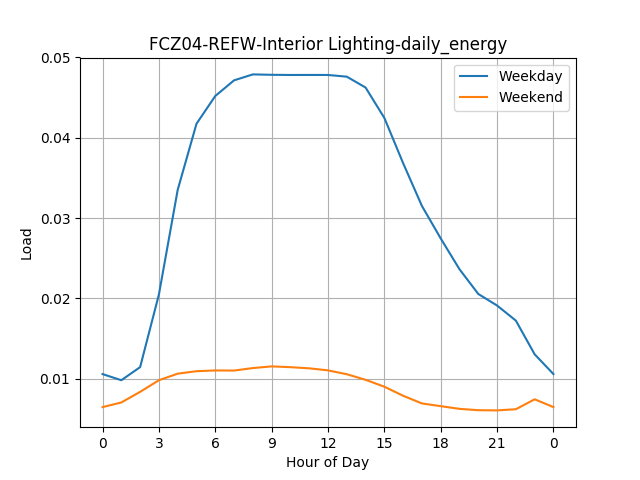 FCZ04-REFW-Interior Lighting-daily_energy
Weekday
Weekend
0.05
0.04
0.03
0.02
0.01
Load
0 3 6 9 12 15 18 21 0
Hour of Day